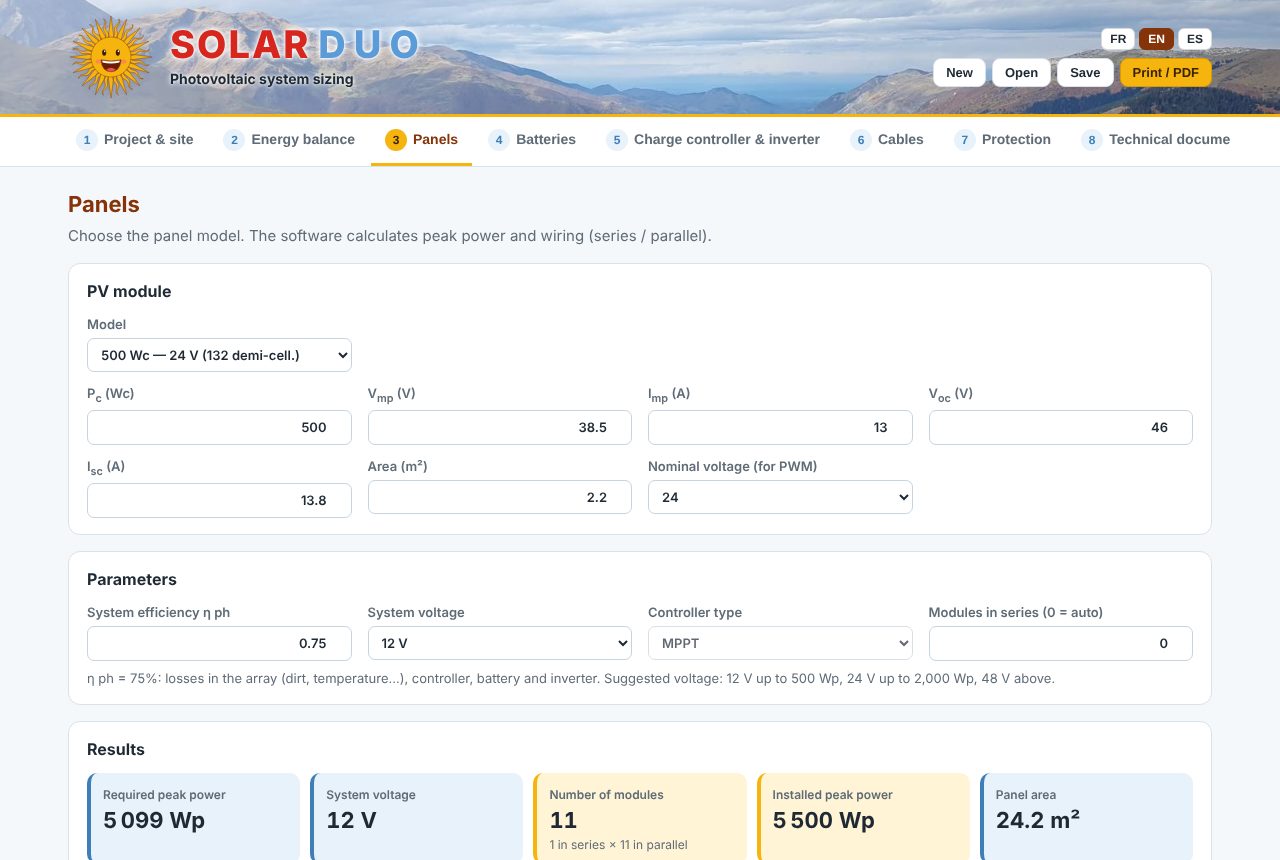 SOLAR DUO
Photovoltaic system sizing
FR EN ES
New Open Save Print / PDF
1 Project & site 2 Energy balance 3 Panels 4 Batteries 5 Charge controller & inverter 6 Cables 7 Protection 8 Technical docume
Panels
Choose the panel model. The software calculates peak power and wiring (series / parallel).
PV module
Model
500 Wc — 24 V (132 demi-cell.)
Pc (Wc) Vmp (V) Imp (A) Voc (V)
500 38.5 13 46
Isc (A) Area (m²) Nominal voltage (for PWM)
13.8 2.2 24
Parameters
System efficiency η ph System voltage Controller type Modules in series (0 = auto)
0.75 12 V MPPT 0
η ph = 75%: losses in the array (dirt, temperature...), controller, battery and inverter. Suggested voltage: 12 V up to 500 Wp, 24 V up to 2,000 Wp, 48 V above.
Results
Required peak power System voltage Number of modules Installed peak power Panel area
5 099 Wp 12 V 11 5 500 Wp 24.2 m²
1 in series × 11 in parallel